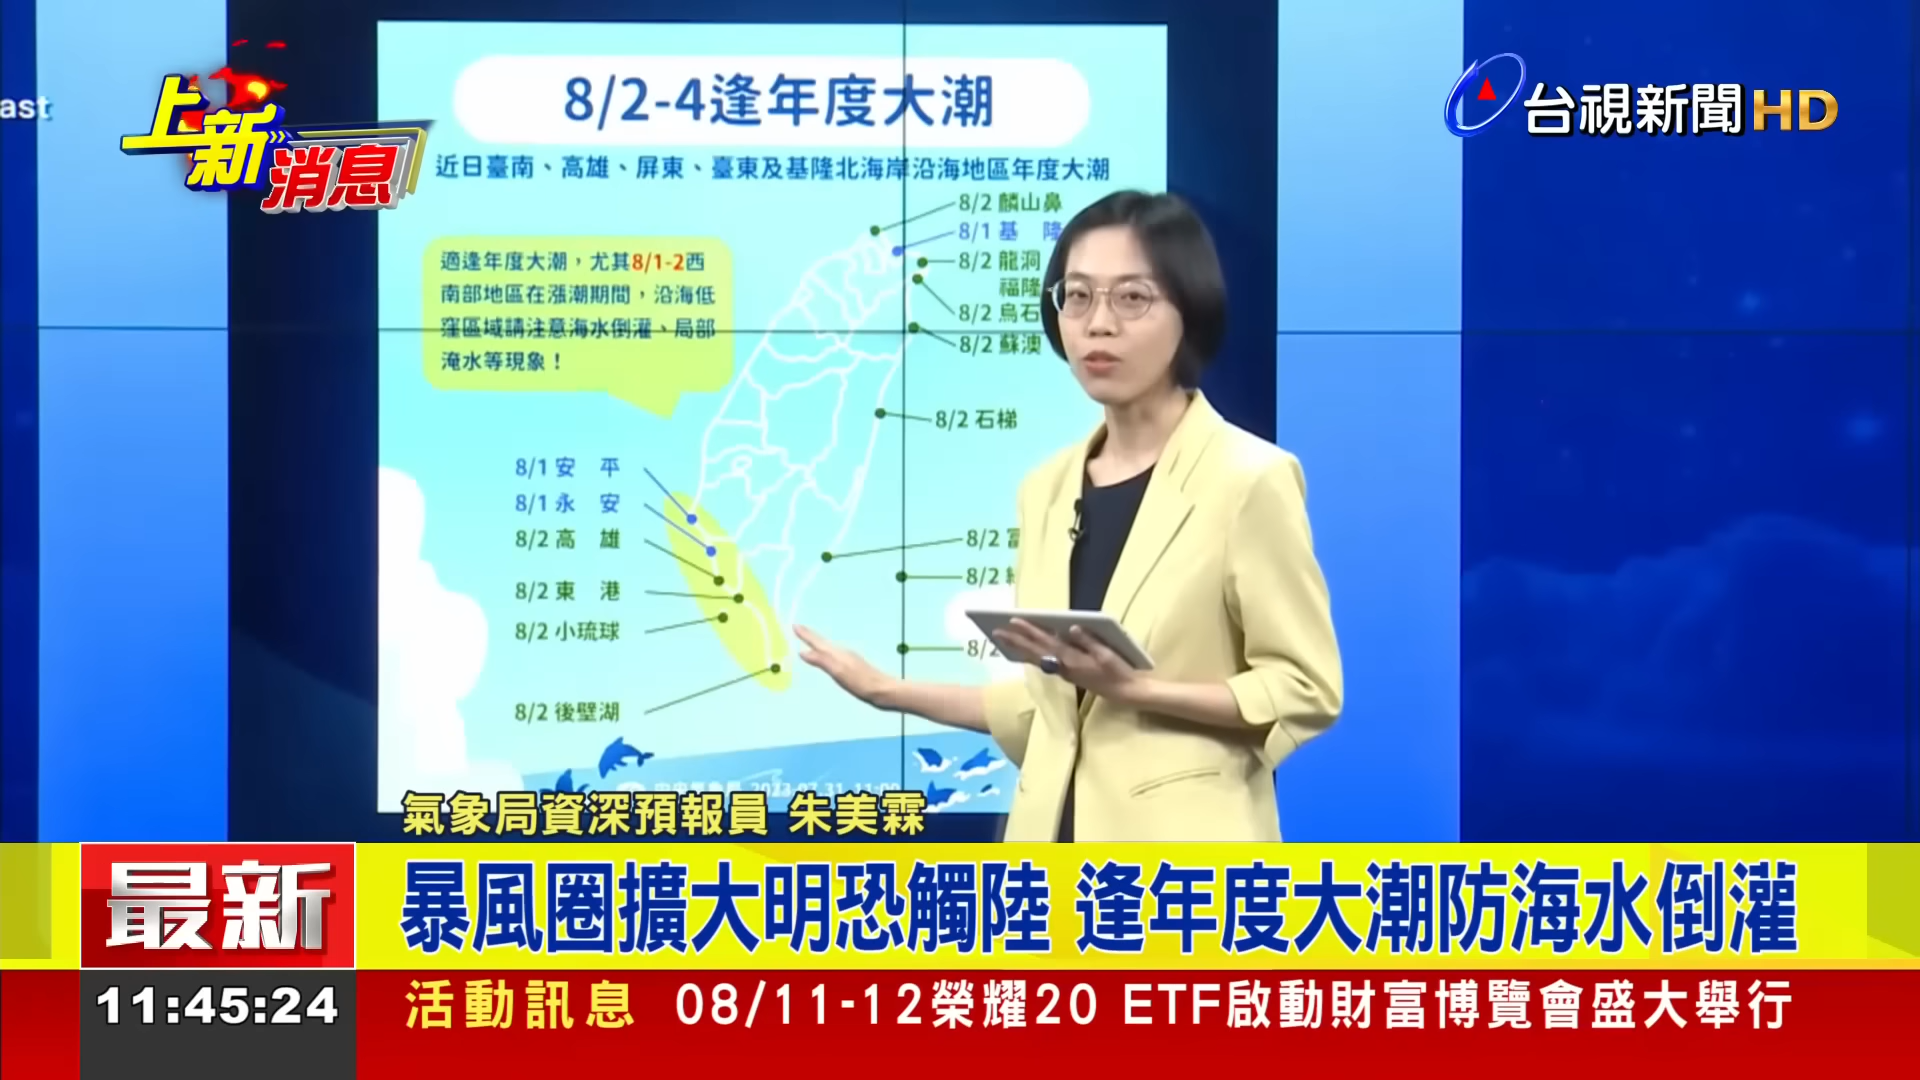 ast
上新消息
台視新聞HD
8/2-4逢年度大潮
近日臺南、高雄、屏東、臺東及基隆北海岸沿海地區年度大潮
適逢年度大潮，尤其8/1-2西
南部地區在漲潮期間，沿海低
窪區域請注意海水倒灌、局部
淹水等現象！
8/2 麟山鼻
8/1 基 隆
8/2 龍洞
福隆
8/2 烏石
8/2 蘇澳
8/2 石梯
8/1 安 平
8/1 永 安
8/2 高 雄
8/2 東 港
8/2 小琉球
8/2 後壁湖
8/2 富
8/2
8/2
2023.07.31 11:00
氣象局資深預報員 朱美霖
最新
暴風圈擴大明恐觸陸 逢年度大潮防海水倒灌
11:45:24
活動訊息 08/11-12榮耀20 ETF啟動財富博覽會盛大舉行